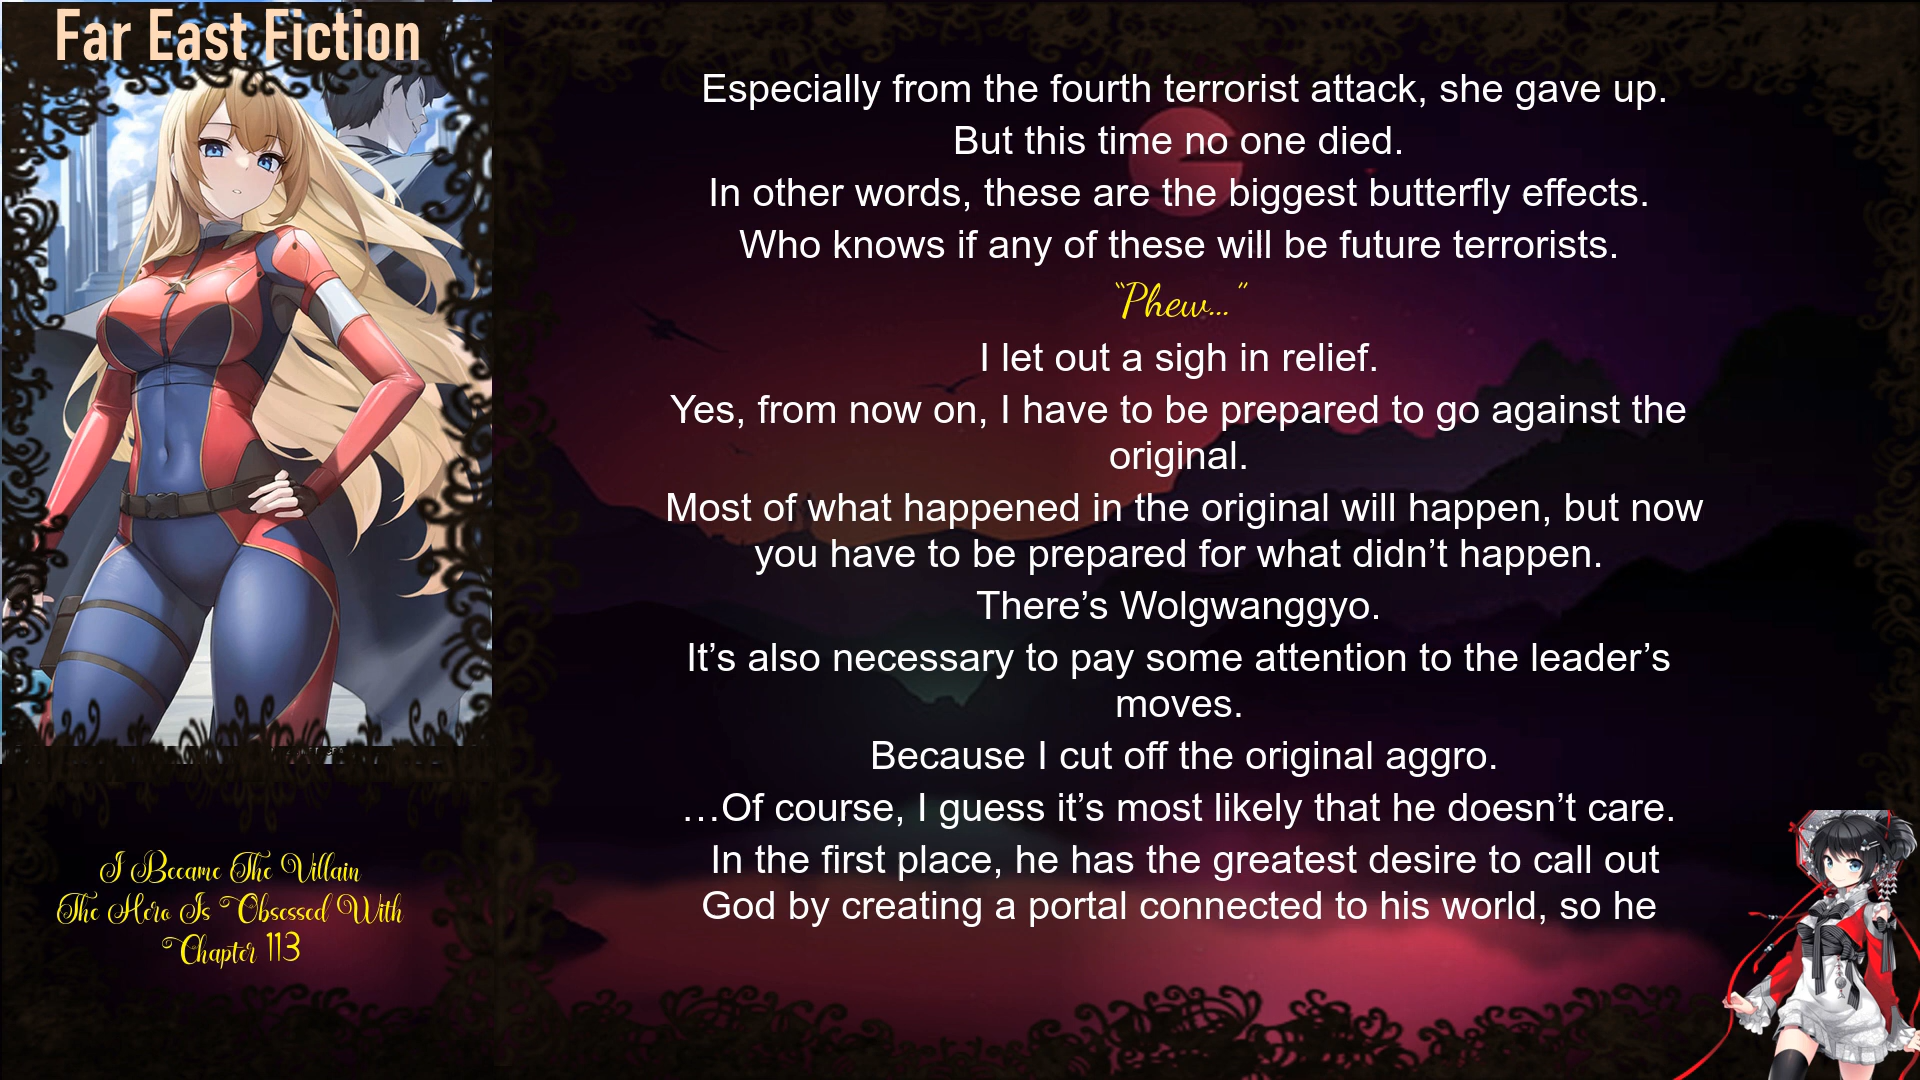 Far East Fiction
Especially from the fourth terrorist attack, she gave up.
But this time no one died.
In other words, these are the biggest butterfly effects.
Who knows if any of these will be future terrorists.
“Phew…”
I let out a sigh in relief.
Yes, from now on, I have to be prepared to go against the
original.
Most of what happened in the original will happen, but now
you have to be prepared for what didn’t happen.
There’s Wolgwanggyo.
It’s also necessary to pay some attention to the leader’s
moves.
Because I cut off the original aggro.
…Of course, I guess it’s most likely that he doesn’t care.
In the first place, he has the greatest desire to call out
God by creating a portal connected to his world, so he
I Became The Villain
The Hero Is Obsessed With
Chapter 113